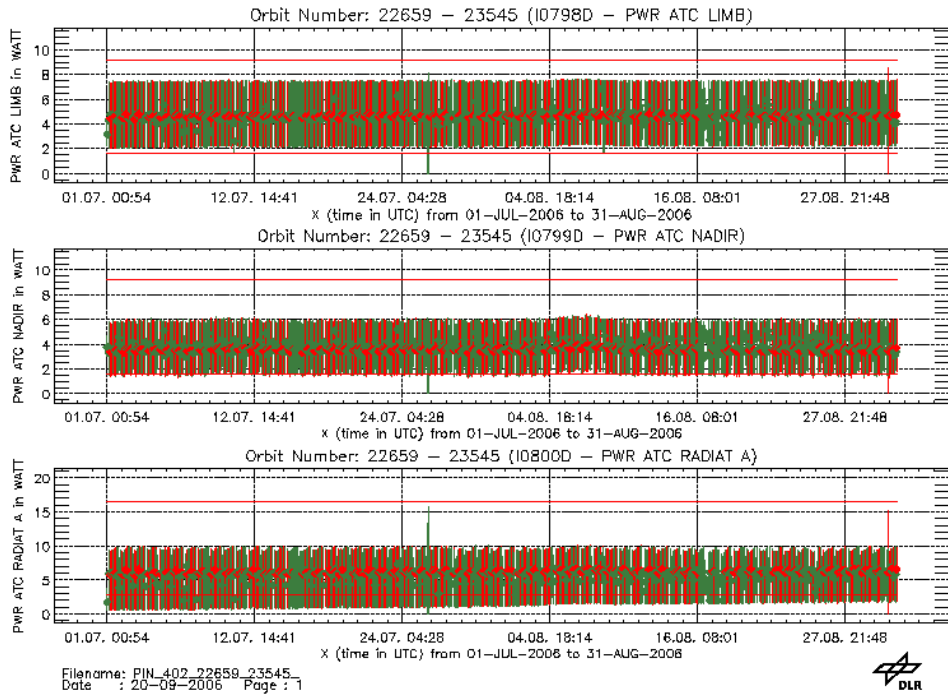 Orbit Number: 22659 – 23545 (I0798D – PWR ATC LIMB)
PWR ATC LIMB in WATT
10
8
6
4
2
0
01.07. 00:54 12.07. 14:41 24.07. 04:28 04.08. 18:14 16.08. 08:01 27.08. 21:48
X (time in UTC) from 01–JUL–2006 to 31–AUG–2006
Orbit Number: 22659 – 23545 (I0799D – PWR ATC NADIR)
PWR ATC NADIR in WATT
10
8
6
4
2
0
01.07. 00:54 12.07. 14:41 24.07. 04:28 04.08. 18:14 16.08. 08:01 27.08. 21:48
X (time in UTC) from 01–JUL–2006 to 31–AUG–2006
Orbit Number: 22659 – 23545 (I0800D – PWR ATC RADIAT A)
PWR ATC RADIAT A in WATT
20
15
10
5
0
01.07. 00:54 12.07. 14:41 24.07. 04:28 04.08. 18:14 16.08. 08:01 27.08. 21:48
X (time in UTC) from 01–JUL–2006 to 31–AUG–2006
Filename: PIN_402_22659_23545_
Date : 20–09–2006 Page : 1
DLR